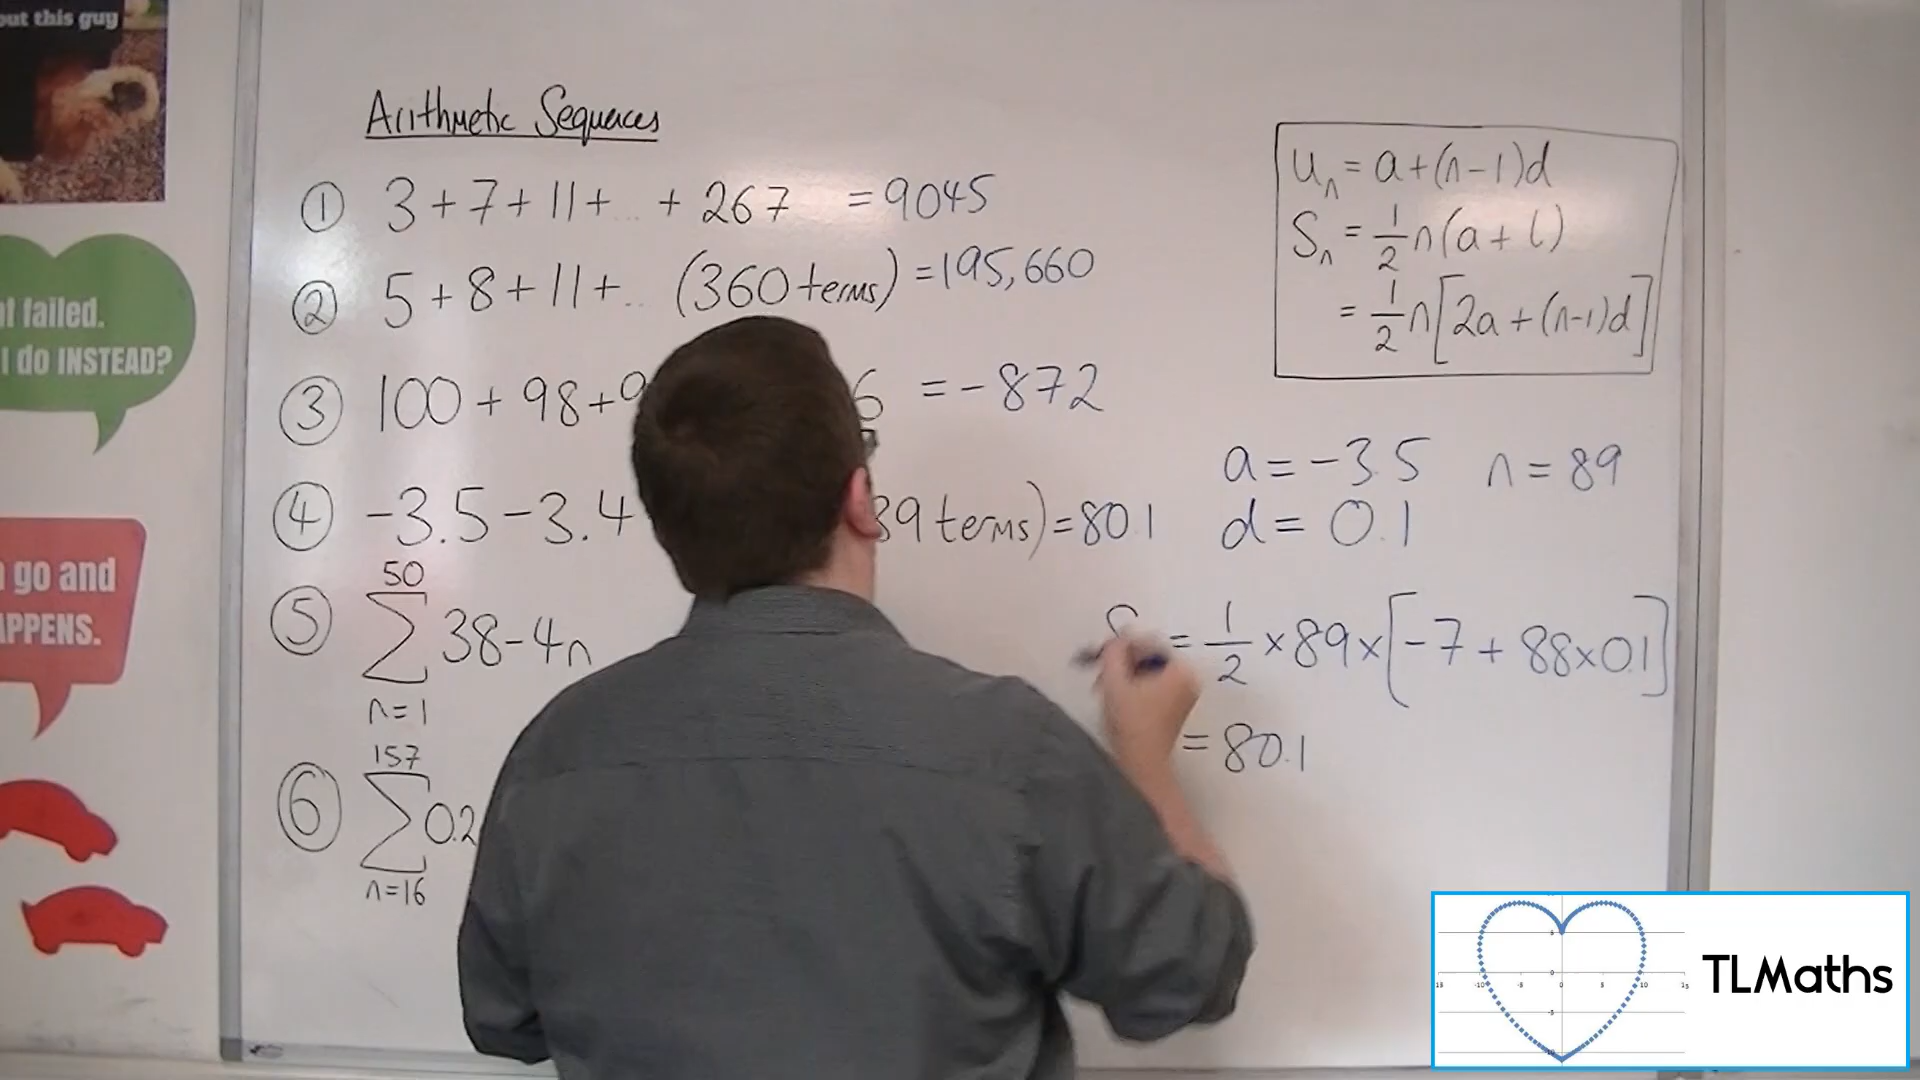 out this guy
failed.
I do INSTEAD?
go and
APPENS.
Arithmetic Sequences
① 3+7+11+... + 267 = 9045
② 5+8+11+... (360 terms) = 195,660
③ 100 + 98 + 9 6 = -872
④ -3.5 - 3.4 89 terms) = 80.1
⑤ 50 ∑ 38-4n
n=1
⑥ 157 ∑ 0.2
n=16
Uₙ = a+(n-1)d
Sₙ = 1/2 n(a+l)
= 1/2 n[2a+(n-1)d]
a = -3.5 n = 89
d = 0.1
S = 1/2 × 89 × [-7 + 88×0.1]
= 80.1
TLMaths